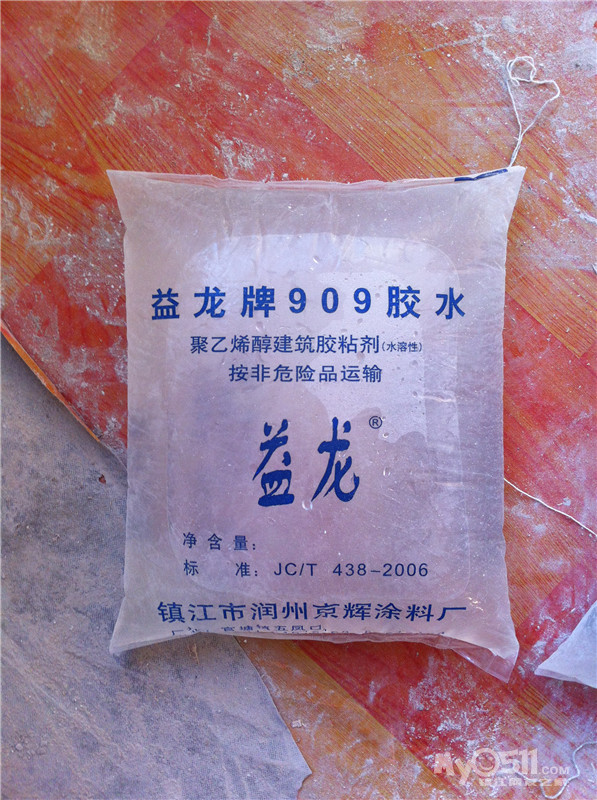 益龙牌909胶水
聚乙烯醇建筑胶粘剂(水溶性)
按非危险品运输
益龙®
净含量:
标 准: JC/T 438-2006
镇江市润州京辉涂料厂
My0511.COM